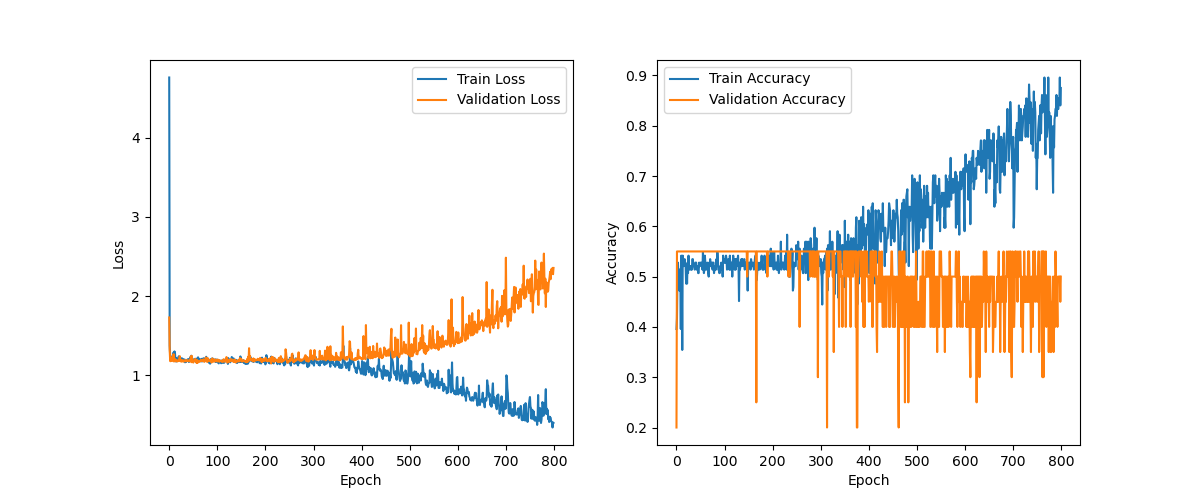 Train Loss
Validation Loss
4
3
2
1
Loss
0 100 200 300 400 500 600 700 800
Epoch
Train Accuracy
Validation Accuracy
0.9
0.8
0.7
0.6
0.5
0.4
0.3
0.2
Accuracy
0 100 200 300 400 500 600 700 800
Epoch